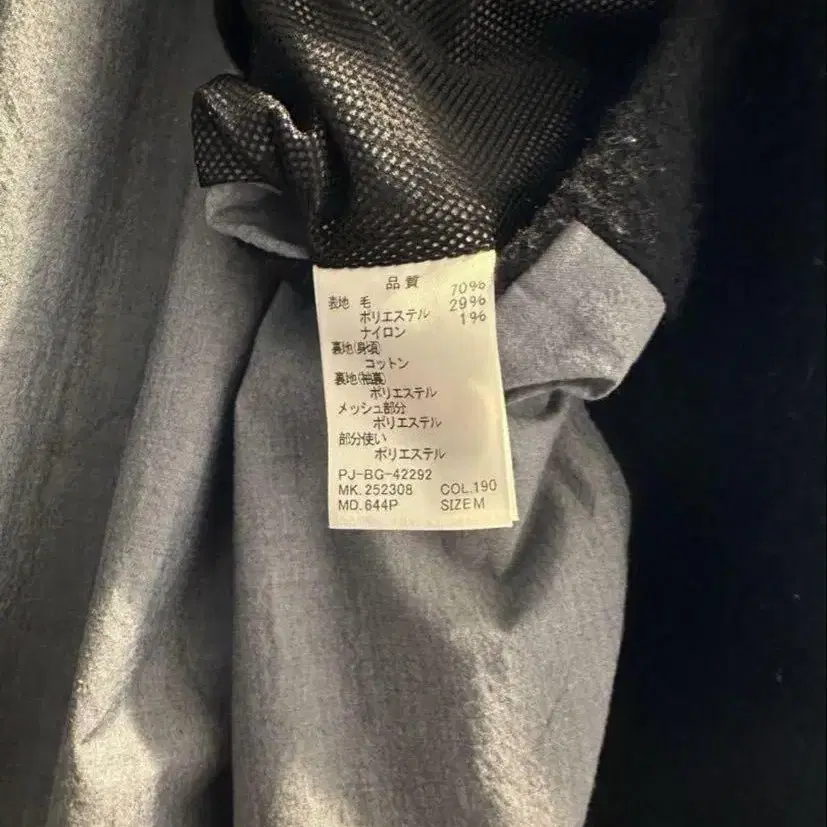 品質
表地 毛 70%
ポリエステル 29%
ナイロン 1%
裏地(身頃)
コットン
裏地(袖裏)
ポリエステル
メッシュ部分
ポリエステル
部分使い
ポリエステル
PJ-BG-42292
MK.252308 COL.190
MD.644P SIZEM